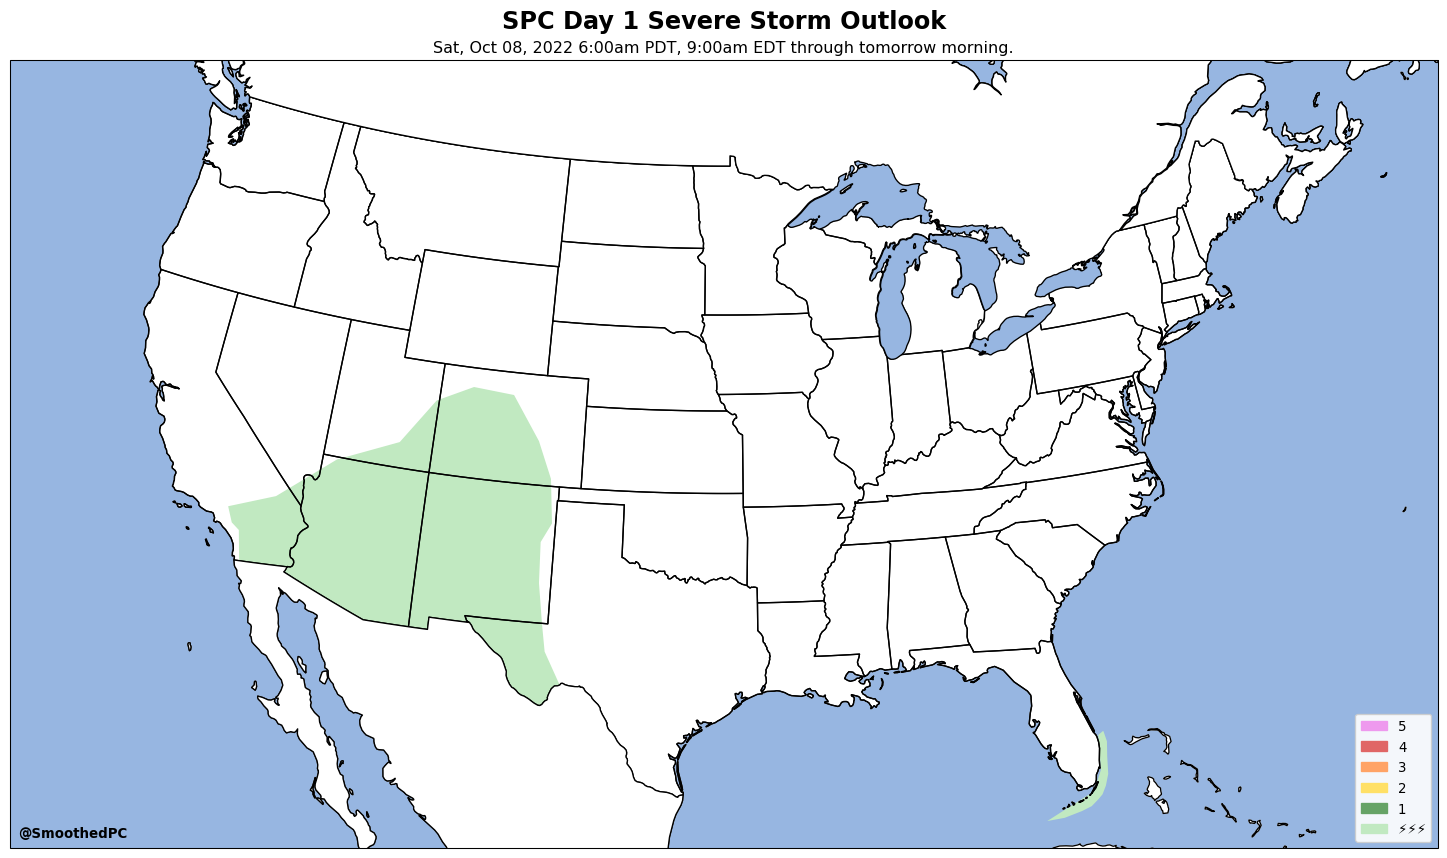 SPC Day 1 Severe Storm Outlook
Sat, Oct 08, 2022 6:00am PDT, 9:00am EDT through tomorrow morning.
5
4
3
2
1
⚡⚡⚡
@SmoothedPC